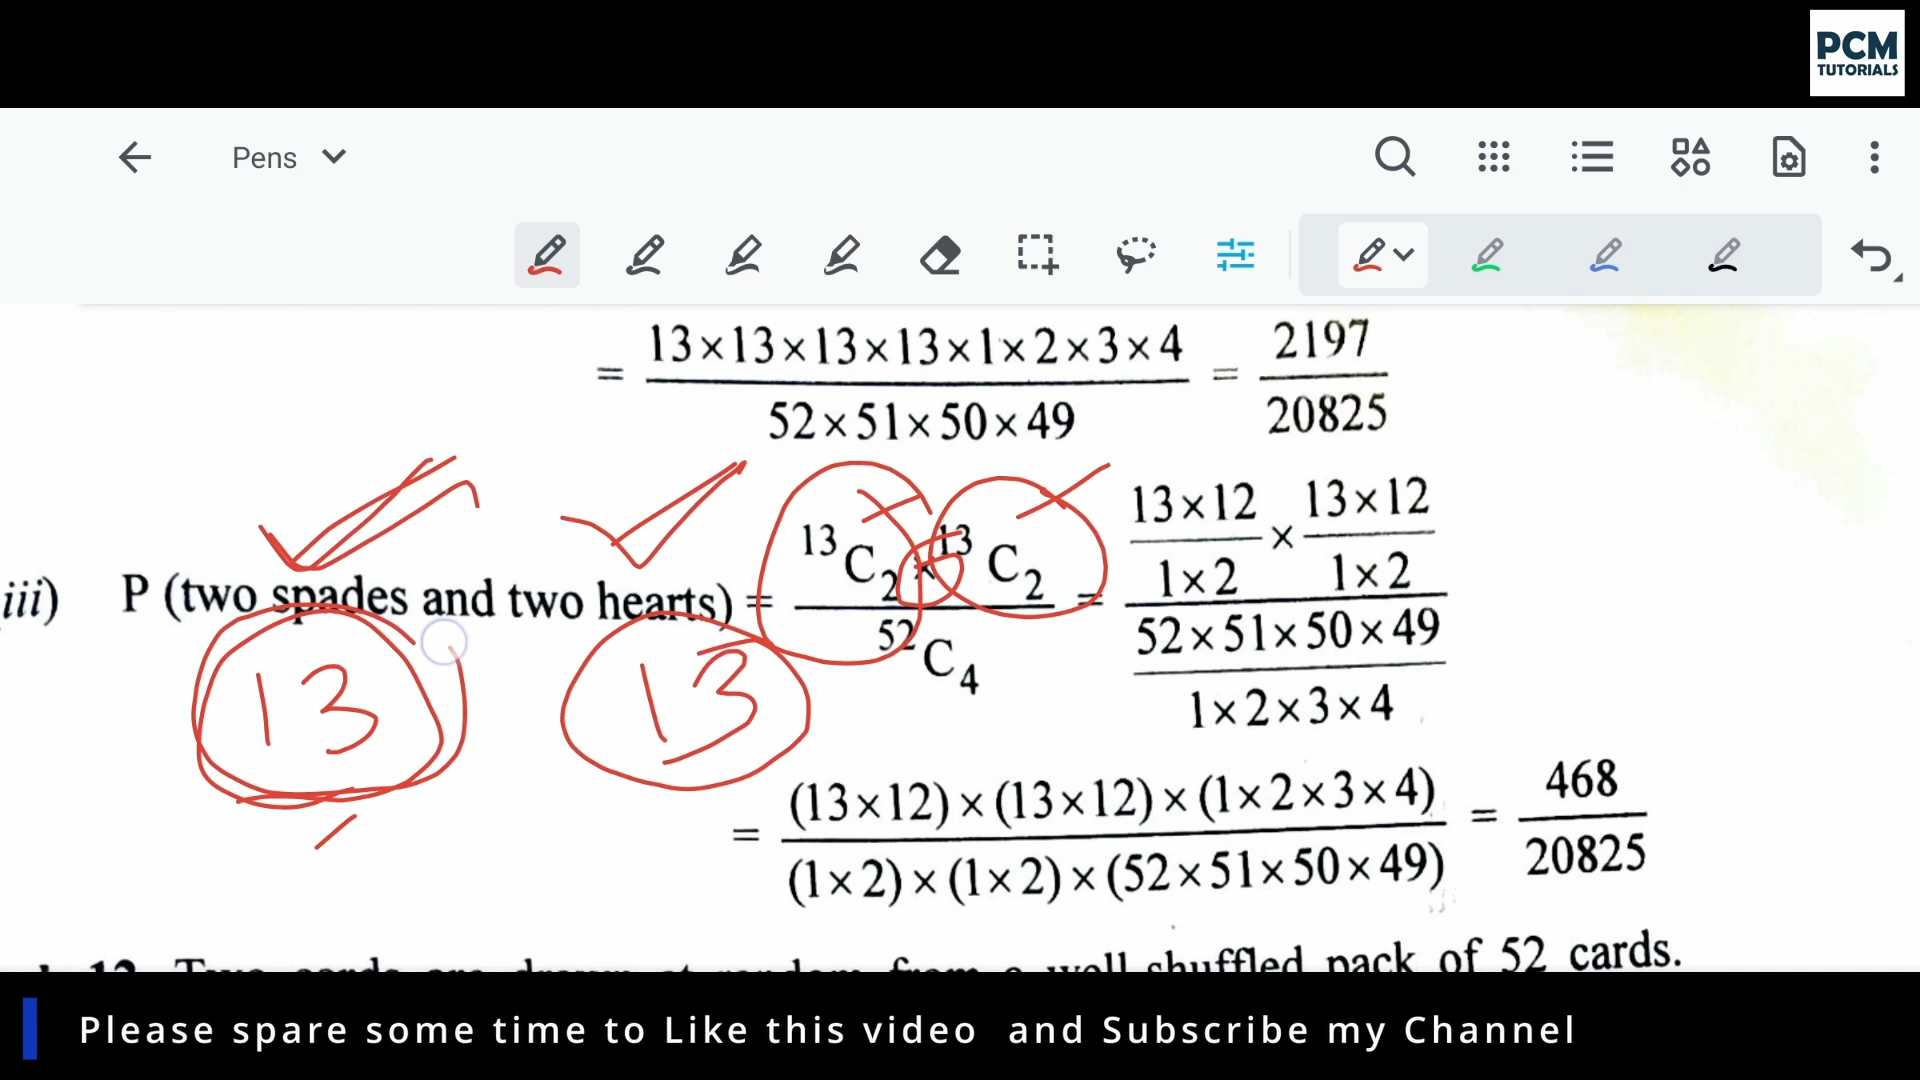 PCM
TUTORIALS
Pens
= 13×13×13×13×1×2×3×4 / 52×51×50×49 = 2197 / 20825
iii) P (two spades and two hearts) = ¹³C₂ × ¹³C₂ / ⁵²C₄ = 13×12 / 1×2 × 13×12 / 1×2 / 52×51×50×49 / 1×2×3×4
13 13
= (13×12)×(13×12)×(1×2×3×4) / (1×2)×(1×2)×(52×51×50×49) = 468 / 20825
12 Two cards are drawn at random from a well shuffled pack of 52 cards.
Please spare some time to Like this video and Subscribe my Channel